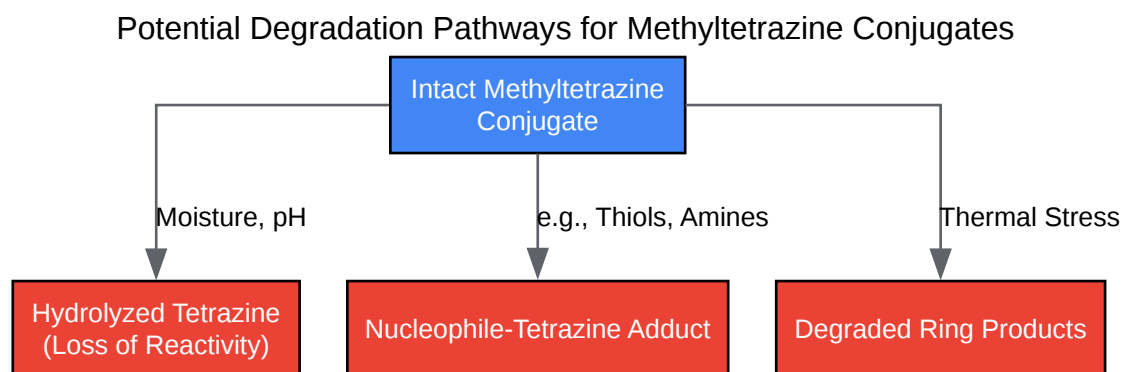 Potential Degradation Pathways for Methyltetrazine Conjugates
Intact Methyltetrazine
Conjugate
Moisture, pH
e.g., Thiols, Amines
Thermal Stress
Hydrolyzed Tetrazine
(Loss of Reactivity)
Nucleophile-Tetrazine Adduct
Degraded Ring Products